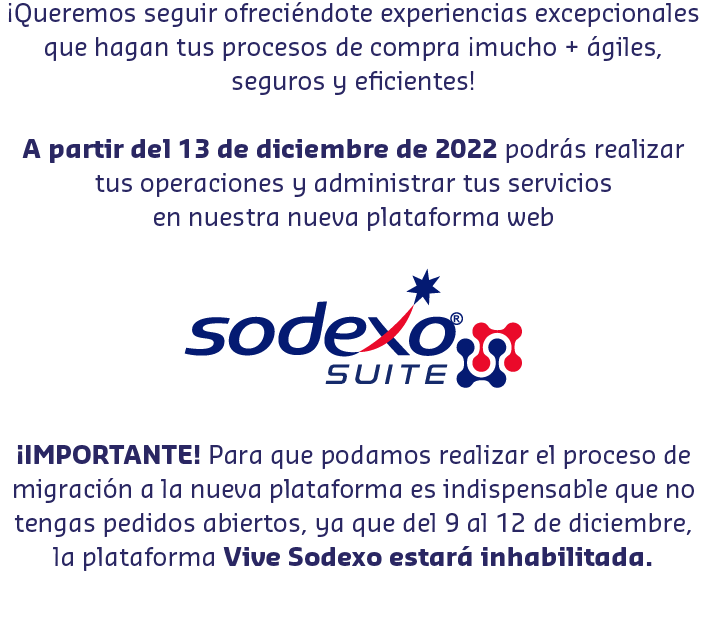 ¡Queremos seguir ofreciéndote experiencias excepcionales
que hagan tus procesos de compra ¡mucho + ágiles,
seguros y eficientes!
A partir del 13 de diciembre de 2022 podrás realizar
tus operaciones y administrar tus servicios
en nuestra nueva plataforma web
sodexo®
SUITE
¡IMPORTANTE! Para que podamos realizar el proceso de
migración a la nueva plataforma es indispensable que no
tengas pedidos abiertos, ya que del 9 al 12 de diciembre,
la plataforma Vive Sodexo estará inhabilitada.